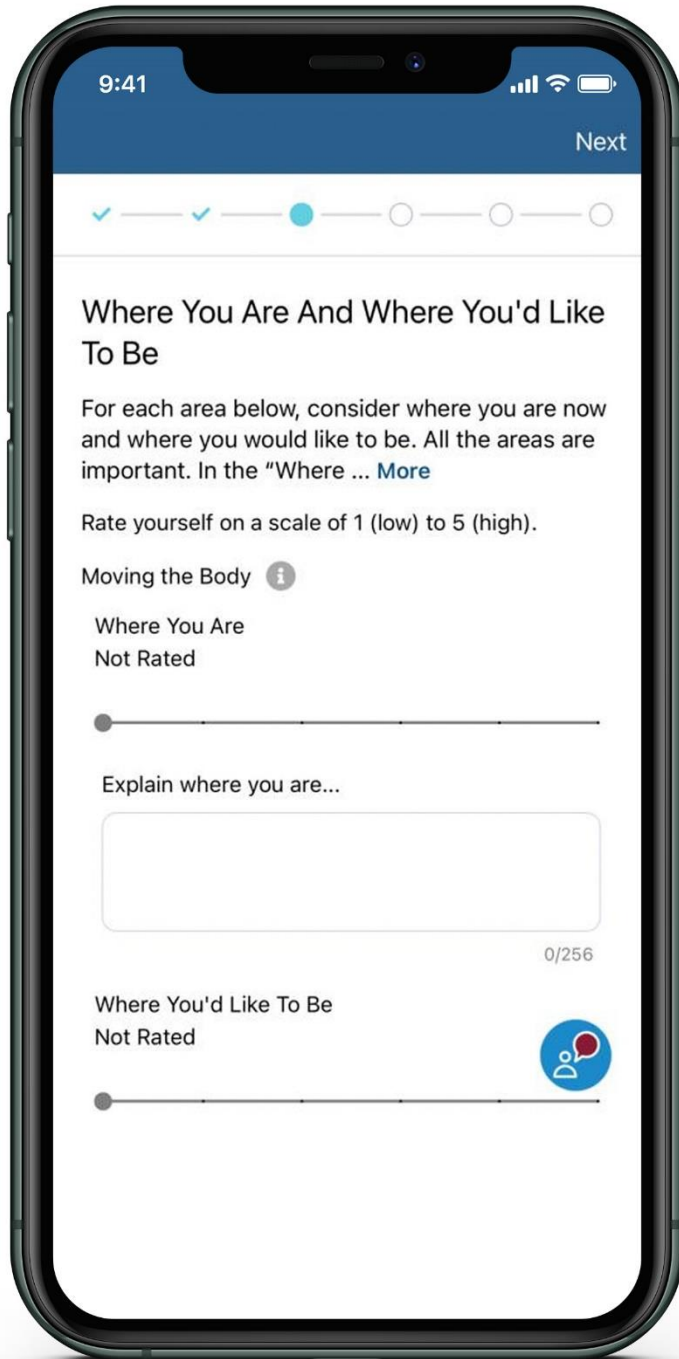 9:41
Next
Where You Are And Where You'd Like
To Be
For each area below, consider where you are now
and where you would like to be. All the areas are
important. In the “Where ... More
Rate yourself on a scale of 1 (low) to 5 (high).
Moving the Body i
Where You Are
Not Rated
Explain where you are...
0/256
Where You'd Like To Be
Not Rated